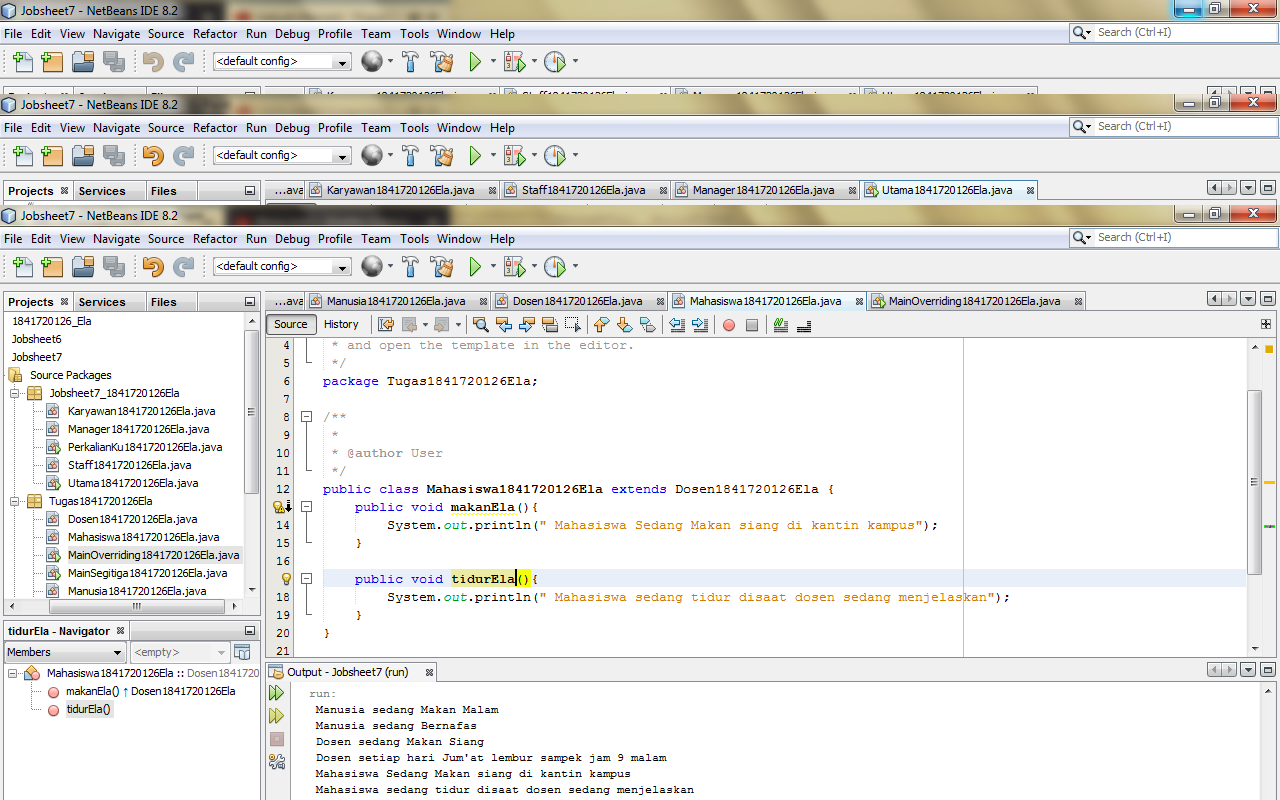 Jobsheet7 - NetBeans IDE 8.2
File Edit View Navigate Source Refactor Run Debug Profile Team Tools Window Help
Search (Ctrl+I)
<default config>
Jobsheet7 - NetBeans IDE 8.2
File Edit View Navigate Source Refactor Run Debug Profile Team Tools Window Help
Search (Ctrl+I)
<default config>
Projects Services Files
...ava Karyawan1841720126Ela.java Staff1841720126Ela.java Manager1841720126Ela.java Utama1841720126Ela.java
Jobsheet7 - NetBeans IDE 8.2
File Edit View Navigate Source Refactor Run Debug Profile Team Tools Window Help
Search (Ctrl+I)
<default config>
Projects Services Files
1841720126_Ela
Jobsheet6
Jobsheet7
Source Packages
Jobsheet7_1841720126Ela
Karyawan1841720126Ela.java
Manager1841720126Ela.java
PerkalianKu1841720126Ela.java
Staff1841720126Ela.java
Utama1841720126Ela.java
Tugas1841720126Ela
Dosen1841720126Ela.java
Mahasiswa1841720126Ela.java
MainOverriding1841720126Ela.java
MainSegitiga1841720126Ela.java
Manusia1841720126Ela.java
...ava Manusia1841720126Ela.java Dosen1841720126Ela.java Mahasiswa1841720126Ela.java MainOverriding1841720126Ela.java
Source History
4 * and open the template in the editor.
5 */
6 package Tugas1841720126Ela;
7
8 /**
9 *
10 * @author User
11 */
12 public class Mahasiswa1841720126Ela extends Dosen1841720126Ela {
public void makanEla(){
14 System.out.println(" Mahasiswa Sedang Makan siang di kantin kampus");
15 }
16
public void tidurEla(){
18 System.out.println(" Mahasiswa sedang tidur disaat dosen sedang menjelaskan");
19 }
20 }
21
tidurEla - Navigator
Members <empty>
Mahasiswa1841720126Ela :: Dosen1841720
makanEla() ↑ Dosen1841720126Ela
tidurEla()
Output - Jobsheet7 (run)
run:
Manusia sedang Makan Malam
Manusia sedang Bernafas
Dosen sedang Makan Siang
Dosen setiap hari Jum'at lembur sampek jam 9 malam
Mahasiswa Sedang Makan siang di kantin kampus
Mahasiswa sedang tidur disaat dosen sedang menjelaskan